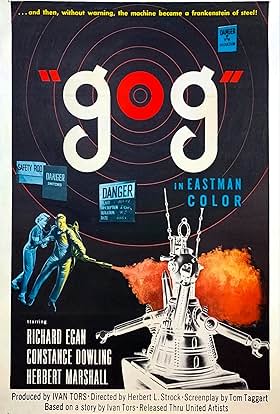 ...and then, without warning, the machine became a frankenstein of steel!
DANGER
"gog"
IN EASTMAN
COLOR
SAFETY ROD
DANGER
DANGER
starring
RICHARD EGAN
CONSTANCE DOWLING
HERBERT MARSHALL
Produced by IVAN TORS · Directed by Herbert L. Strock · Screenplay by Tom Taggart
Based on a story by Ivan Tors · Released Thru United Artists